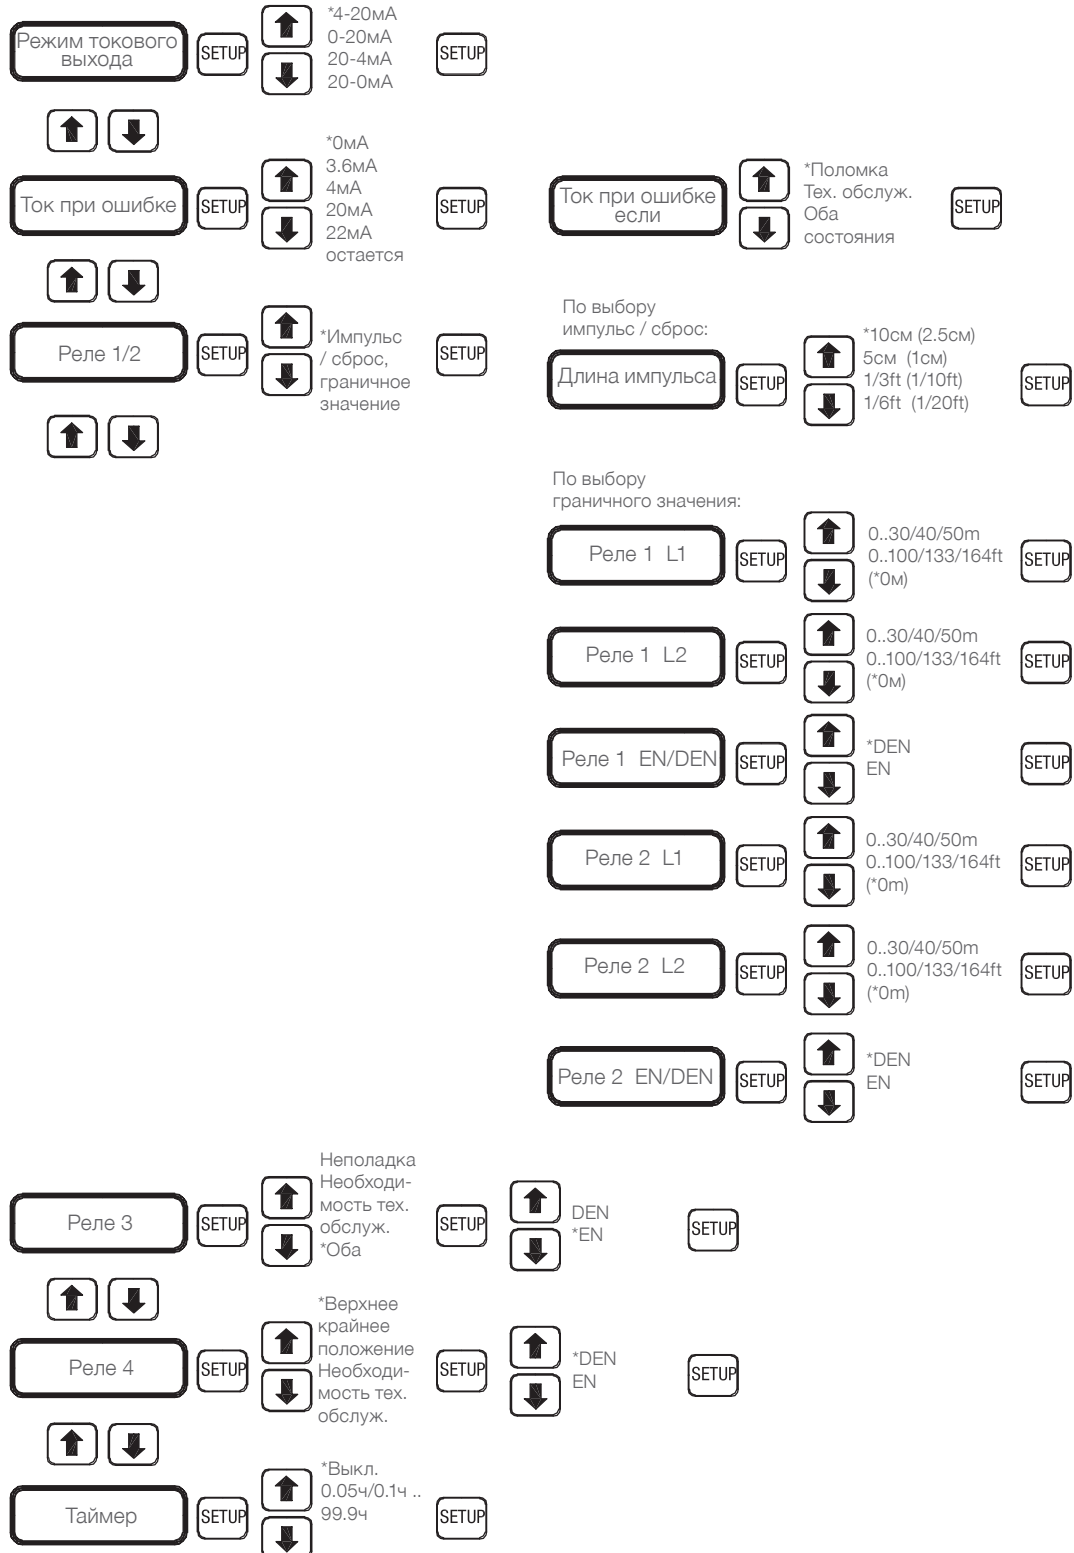 Режим токового
выхода
SETUP
*4-20мА
0-20мА
20-4мА
20-0мА
SETUP
Ток при ошибке
SETUP
*0мА
3.6мА
4мА
20мА
22мА
остается
SETUP
Ток при ошибке
если
*Поломка
Тех. обслуж.
Оба
состояния
SETUP
Реле 1/2
SETUP
*Импульс
/ сброс,
граничное
значение
SETUP
По выбору
импульс / сброс:
Длина импульса
SETUP
*10см (2.5см)
5см (1см)
1/3ft (1/10ft)
1/6ft (1/20ft)
SETUP
По выбору
граничного значения:
Реле 1 L1
SETUP
0..30/40/50m
0..100/133/164ft
(*0м)
SETUP
Реле 1 L2
SETUP
0..30/40/50m
0..100/133/164ft
(*0м)
SETUP
Реле 1 EN/DEN
SETUP
*DEN
EN
SETUP
Реле 2 L1
SETUP
0..30/40/50m
0..100/133/164ft
(*0m)
SETUP
Реле 2 L2
SETUP
0..30/40/50m
0..100/133/164ft
(*0m)
SETUP
Реле 2 EN/DEN
SETUP
*DEN
EN
SETUP
Реле 3
SETUP
Неполадка
Необходи-
мость тех.
обслуж.
*Оба
SETUP
DEN
*EN
SETUP
Реле 4
SETUP
*Верхнее
крайнее
положение
Необходи-
мость тех.
обслуж.
SETUP
*DEN
EN
SETUP
Таймер
SETUP
*Выкл.
0.05ч/0.1ч ..
99.9ч
SETUP